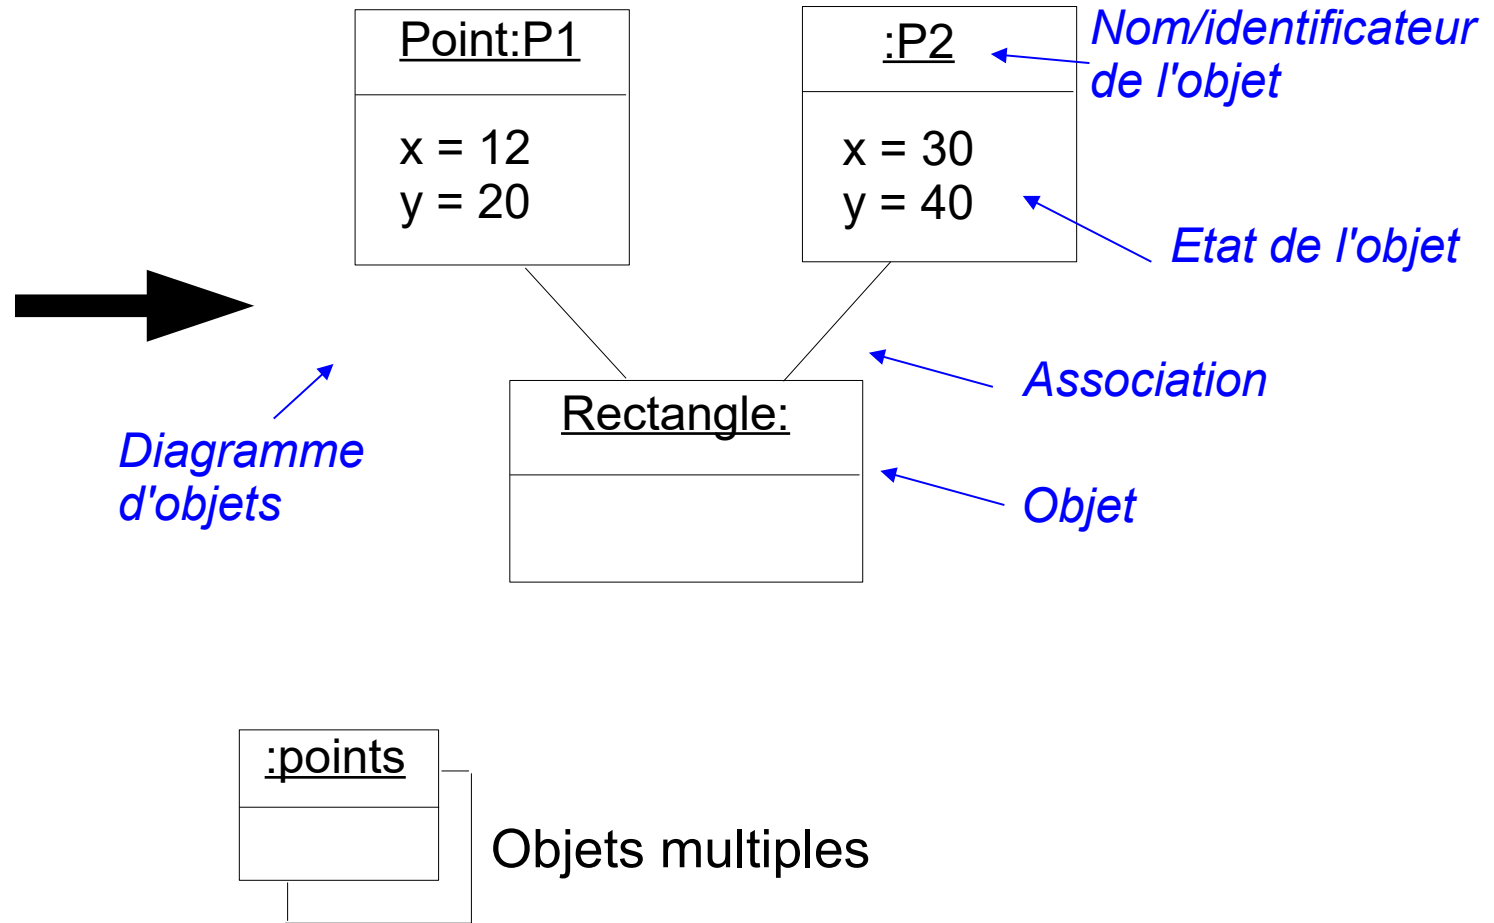 Point:P1
x = 12
y = 20
:P2
x = 30
y = 40
Nom/identificateur
de l'objet
Etat de l'objet
Association
Rectangle:
Objet
Diagramme
d'objets
:points
Objets multiples